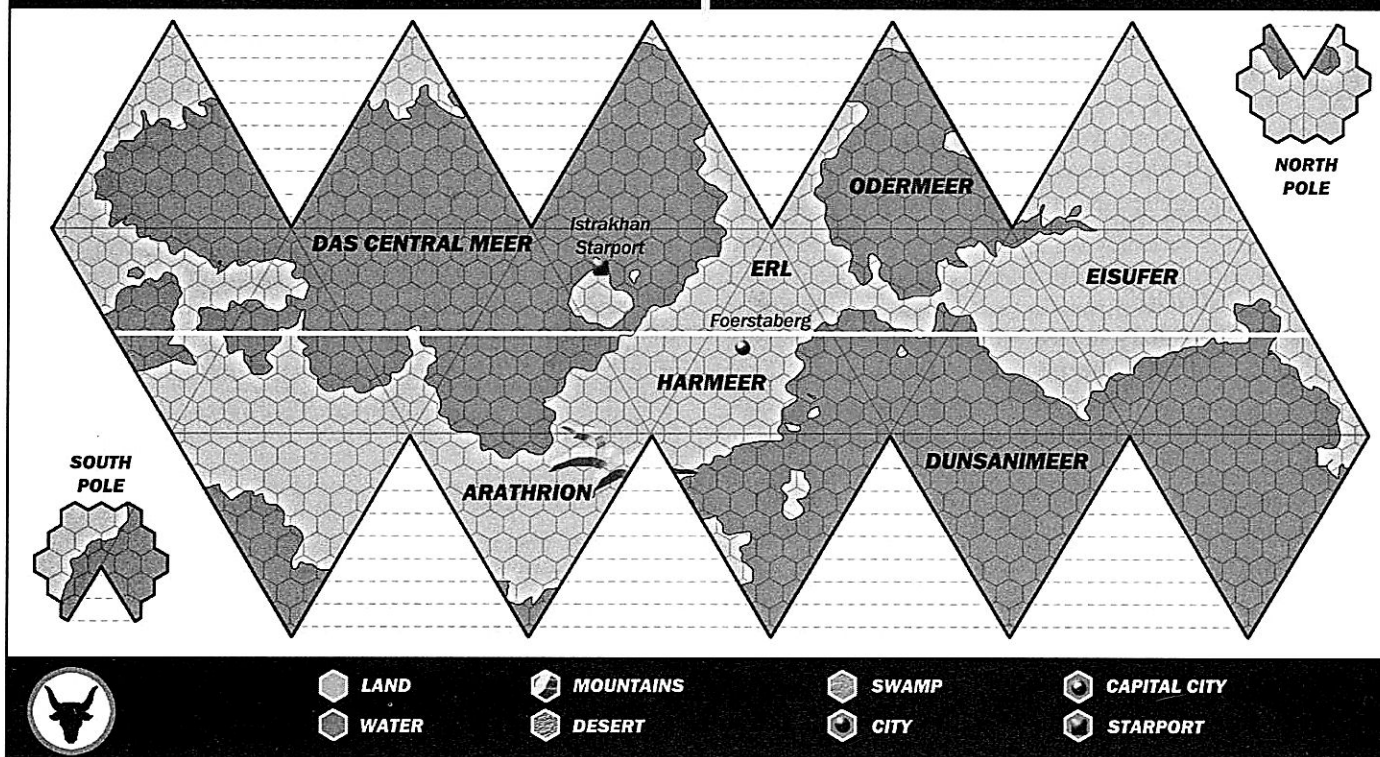 NORTH
POLE
ODERMEER
Istrakhan
Starport
DAS CENTRAL MEER
ERL
EISUFER
Foerstaberg
HARMEER
SOUTH
POLE
ARATHRION
DUNSANIMEER
LAND
MOUNTAINS
SWAMP
CAPITAL CITY
WATER
DESERT
CITY
STARPORT